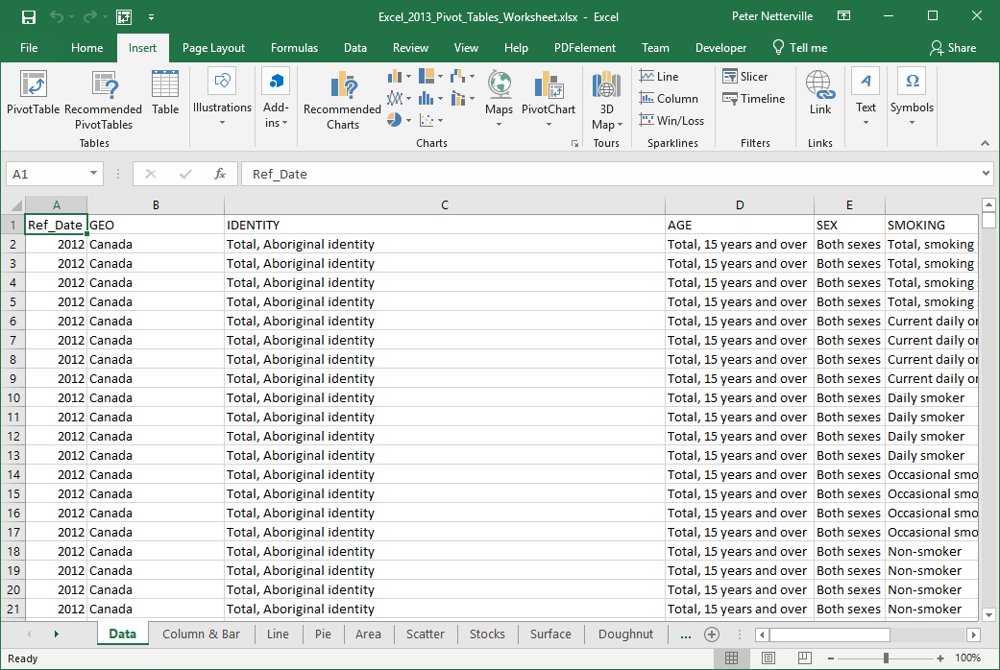 Excel_2013_Pivot_Tables_Worksheet.xlsx - Excel Peter Netterville
File Home Insert Page Layout Formulas Data Review View Help PDFelement Team Developer Tell me Share
PivotTable Recommended PivotTables Table Illustrations Add-ins Recommended Charts Maps PivotChart 3D Map Line Column Win/Loss Slicer Timeline Link Text Symbols
Tables Charts Tours Sparklines Filters Links
A1 fx Ref_Date
A B C D E
1 Ref_Date GEO IDENTITY AGE SEX SMOKING
2 2012 Canada Total, Aboriginal identity Total, 15 years and over Both sexes Total, smoking
3 2012 Canada Total, Aboriginal identity Total, 15 years and over Both sexes Total, smoking
4 2012 Canada Total, Aboriginal identity Total, 15 years and over Both sexes Total, smoking
5 2012 Canada Total, Aboriginal identity Total, 15 years and over Both sexes Total, smoking
6 2012 Canada Total, Aboriginal identity Total, 15 years and over Both sexes Current daily or
7 2012 Canada Total, Aboriginal identity Total, 15 years and over Both sexes Current daily or
8 2012 Canada Total, Aboriginal identity Total, 15 years and over Both sexes Current daily or
9 2012 Canada Total, Aboriginal identity Total, 15 years and over Both sexes Current daily or
10 2012 Canada Total, Aboriginal identity Total, 15 years and over Both sexes Daily smoker
11 2012 Canada Total, Aboriginal identity Total, 15 years and over Both sexes Daily smoker
12 2012 Canada Total, Aboriginal identity Total, 15 years and over Both sexes Daily smoker
13 2012 Canada Total, Aboriginal identity Total, 15 years and over Both sexes Daily smoker
14 2012 Canada Total, Aboriginal identity Total, 15 years and over Both sexes Occasional smo
15 2012 Canada Total, Aboriginal identity Total, 15 years and over Both sexes Occasional smo
16 2012 Canada Total, Aboriginal identity Total, 15 years and over Both sexes Occasional smo
17 2012 Canada Total, Aboriginal identity Total, 15 years and over Both sexes Occasional smo
18 2012 Canada Total, Aboriginal identity Total, 15 years and over Both sexes Non-smoker
19 2012 Canada Total, Aboriginal identity Total, 15 years and over Both sexes Non-smoker
20 2012 Canada Total, Aboriginal identity Total, 15 years and over Both sexes Non-smoker
21 2012 Canada Total, Aboriginal identity Total, 15 years and over Both sexes Non-smoker
Data Column & Bar Line Pie Area Scatter Stocks Surface Doughnut ...
Ready 100%